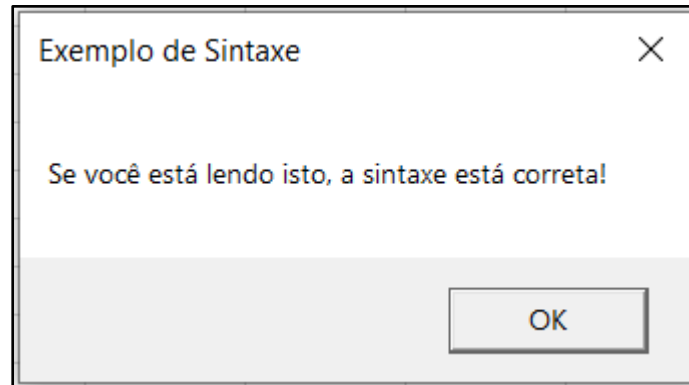 Exemplo de Sintaxe
Se você está lendo isto, a sintaxe está correta!
OK